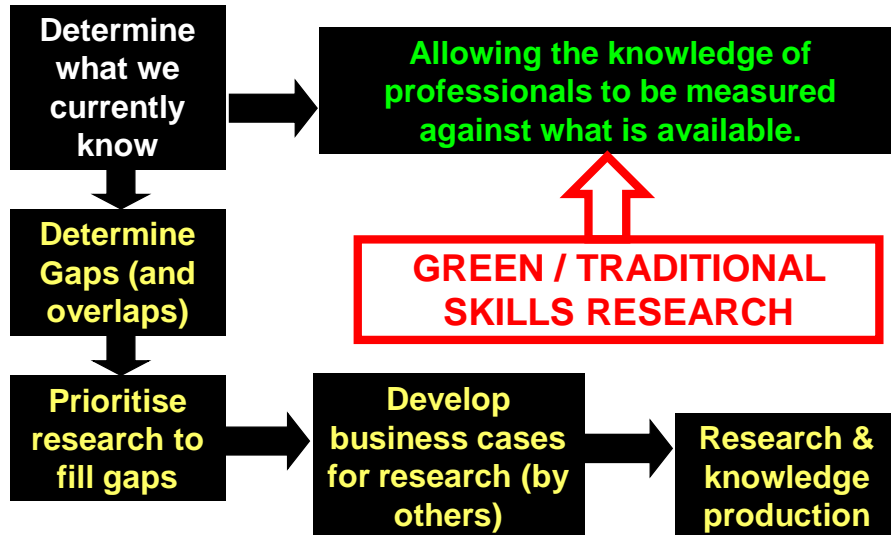 Determine
what we
currently
know
Allowing the knowledge of
professionals to be measured
against what is available.
Determine
Gaps (and
overlaps)
GREEN / TRADITIONAL
SKILLS RESEARCH
Prioritise
research to
fill gaps
Develop
business cases
for research (by
others)
Research &
knowledge
production